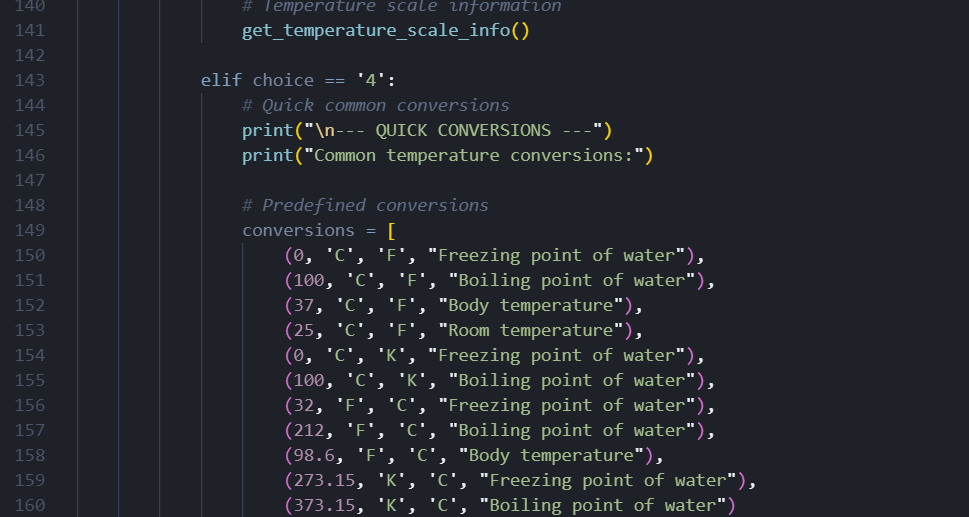 140 # Temperature scale information
141 get_temperature_scale_info()
142
143 elif choice == '4':
144 # Quick common conversions
145 print("\n--- QUICK CONVERSIONS ---")
146 print("Common temperature conversions:")
147
148 # Predefined conversions
149 conversions = [
150 (0, 'C', 'F', "Freezing point of water"),
151 (100, 'C', 'F', "Boiling point of water"),
152 (37, 'C', 'F', "Body temperature"),
153 (25, 'C', 'F', "Room temperature"),
154 (0, 'C', 'K', "Freezing point of water"),
155 (100, 'C', 'K', "Boiling point of water"),
156 (32, 'F', 'C', "Freezing point of water"),
157 (212, 'F', 'C', "Boiling point of water"),
158 (98.6, 'F', 'C', "Body temperature"),
159 (273.15, 'K', 'C', "Freezing point of water"),
160 (373.15, 'K', 'C', "Boiling point of water")